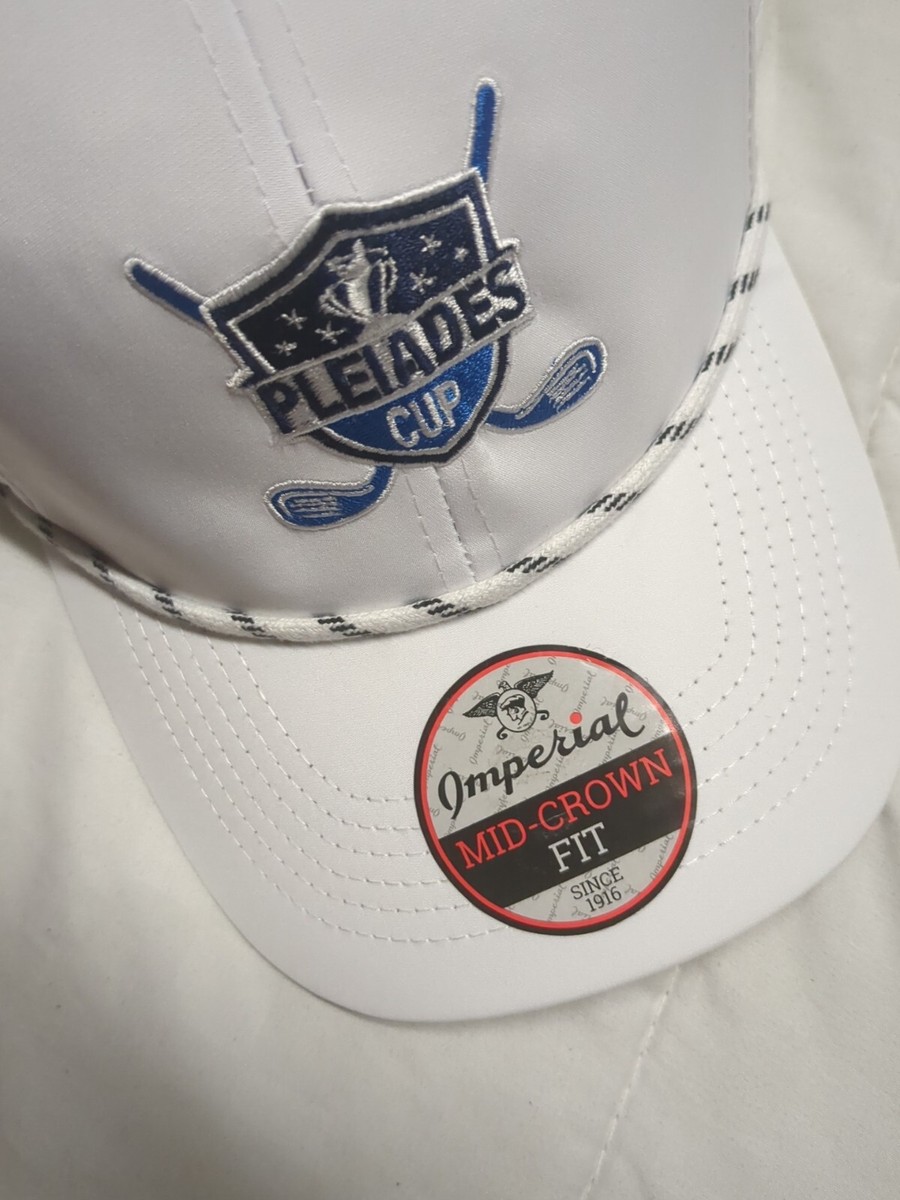 PLEIADES
CUP
Imperial
MID-CROWN
FIT
SINCE
1916